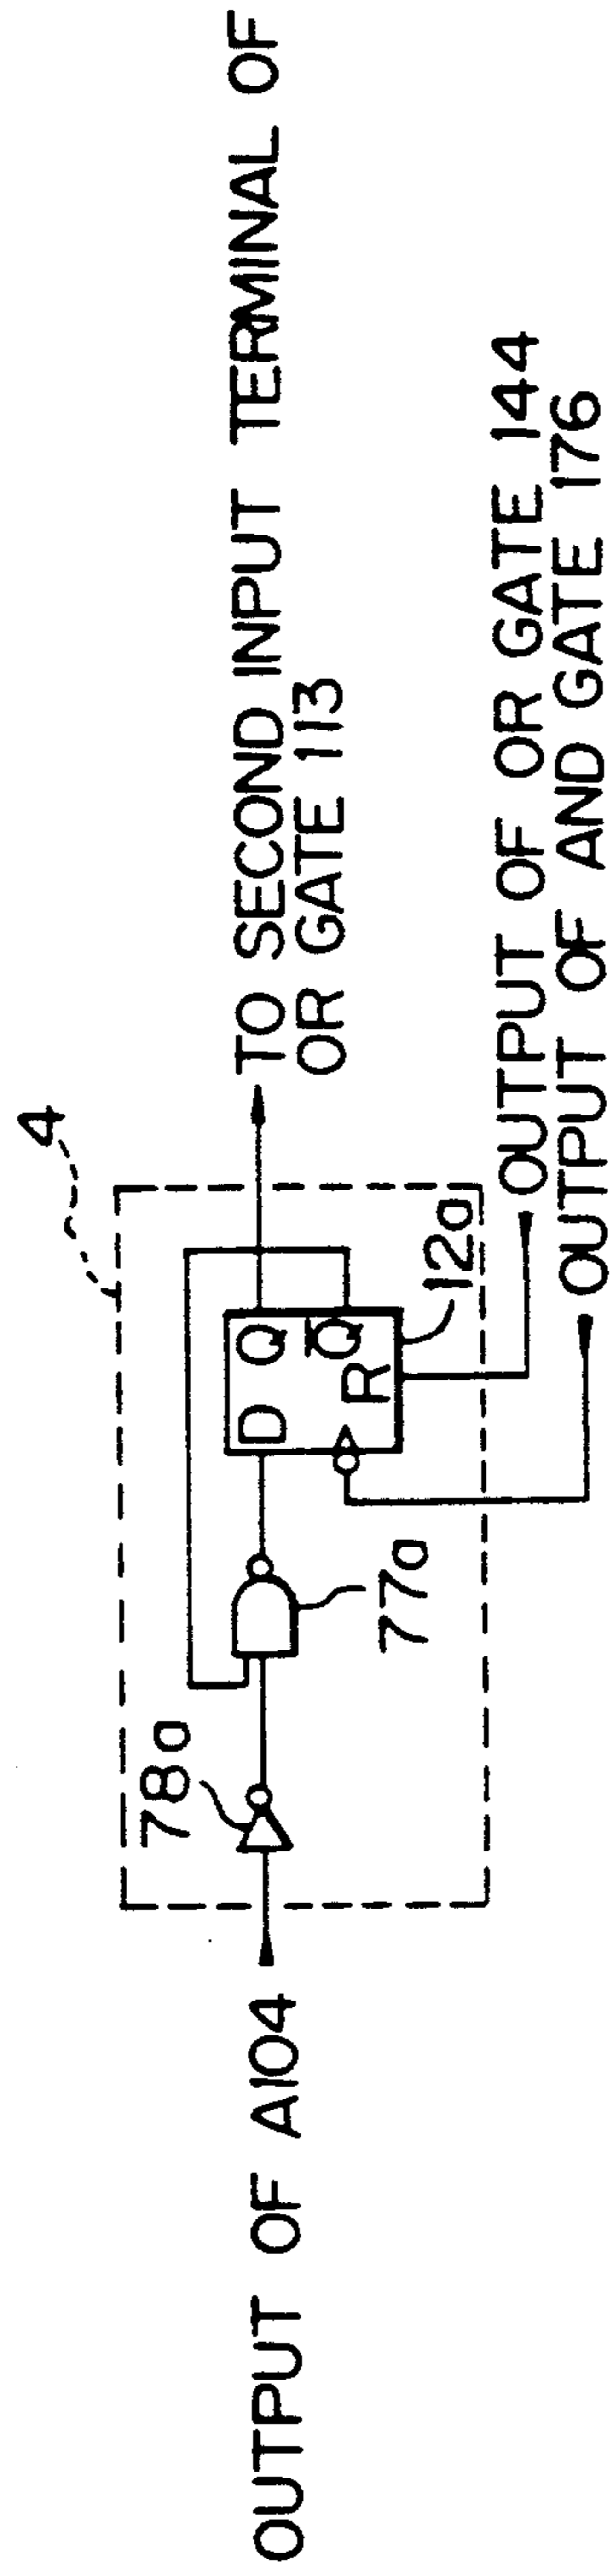 4
OUTPUT OF A104
78a
77a
D Q
Q
R
12a
TO SECOND INPUT TERMINAL OF
OR GATE 113
OUTPUT OF OR GATE 144
OUTPUT OF AND GATE 176